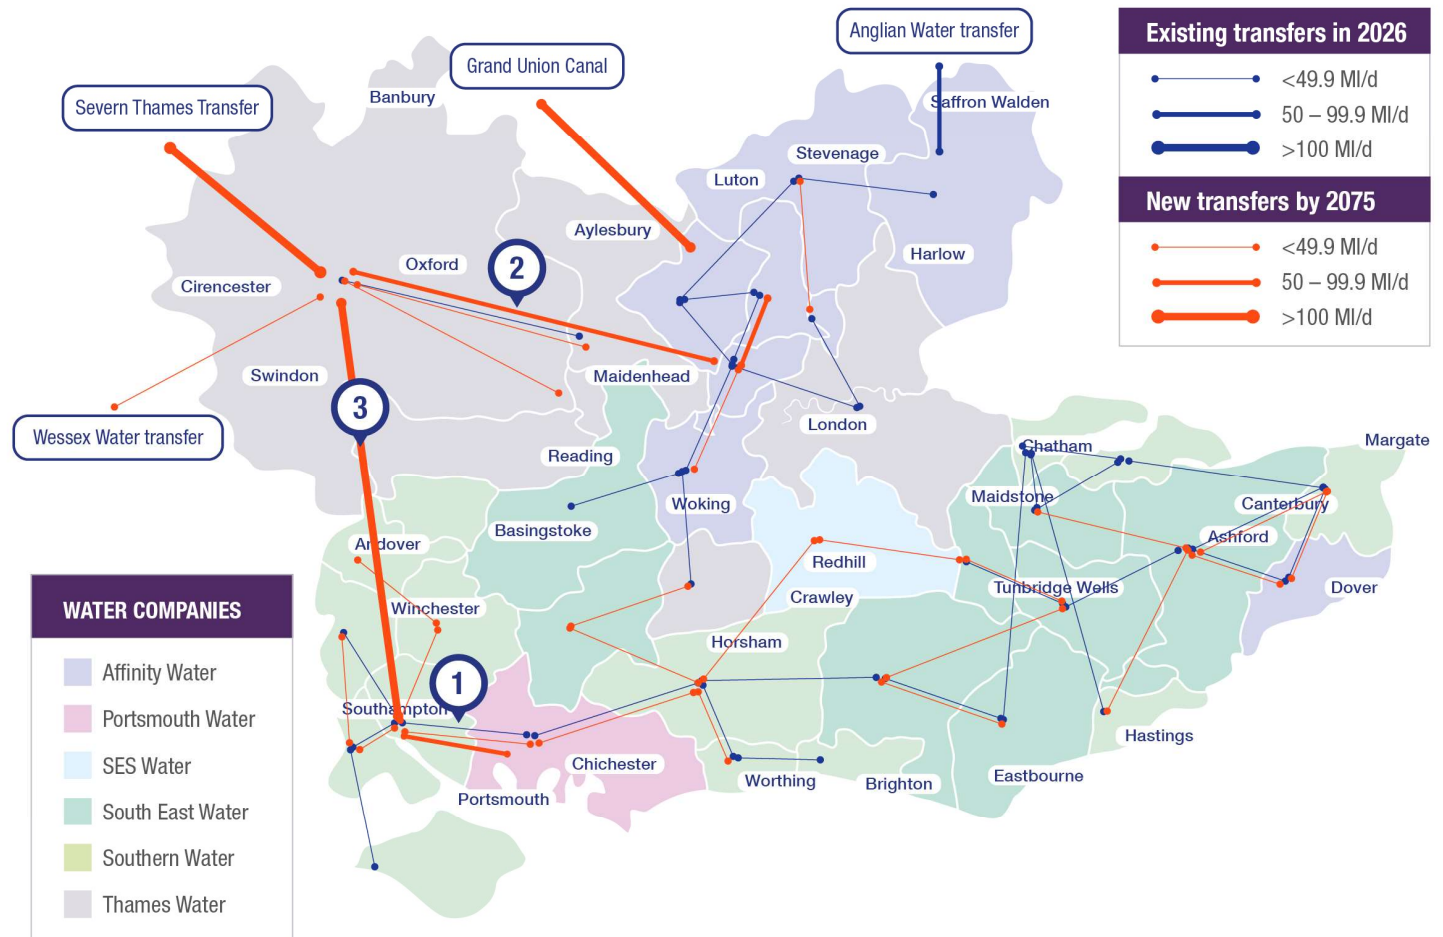 Anglian Water transfer
Grand Union Canal
Severn Thames Transfer
Banbury
Saffron Walden
Stevenage
Luton
Aylesbury
Oxford
2
Harlow
Cirencester
Swindon
Maidenhead
3
London
Wessex Water transfer
Reading
Chatham
Margate
Woking
Maidstone
Canterbury
Basingstoke
Andover
Ashford
Redhill
Tunbridge Wells
Dover
Crawley
Winchester
Horsham
1
Southampton
Hastings
Chichester
Worthing
Brighton
Eastbourne
Portsmouth
Existing transfers in 2026
<49.9 Ml/d
50 – 99.9 Ml/d
>100 Ml/d
New transfers by 2075
<49.9 Ml/d
50 – 99.9 Ml/d
>100 Ml/d
WATER COMPANIES
Affinity Water
Portsmouth Water
SES Water
South East Water
Southern Water
Thames Water